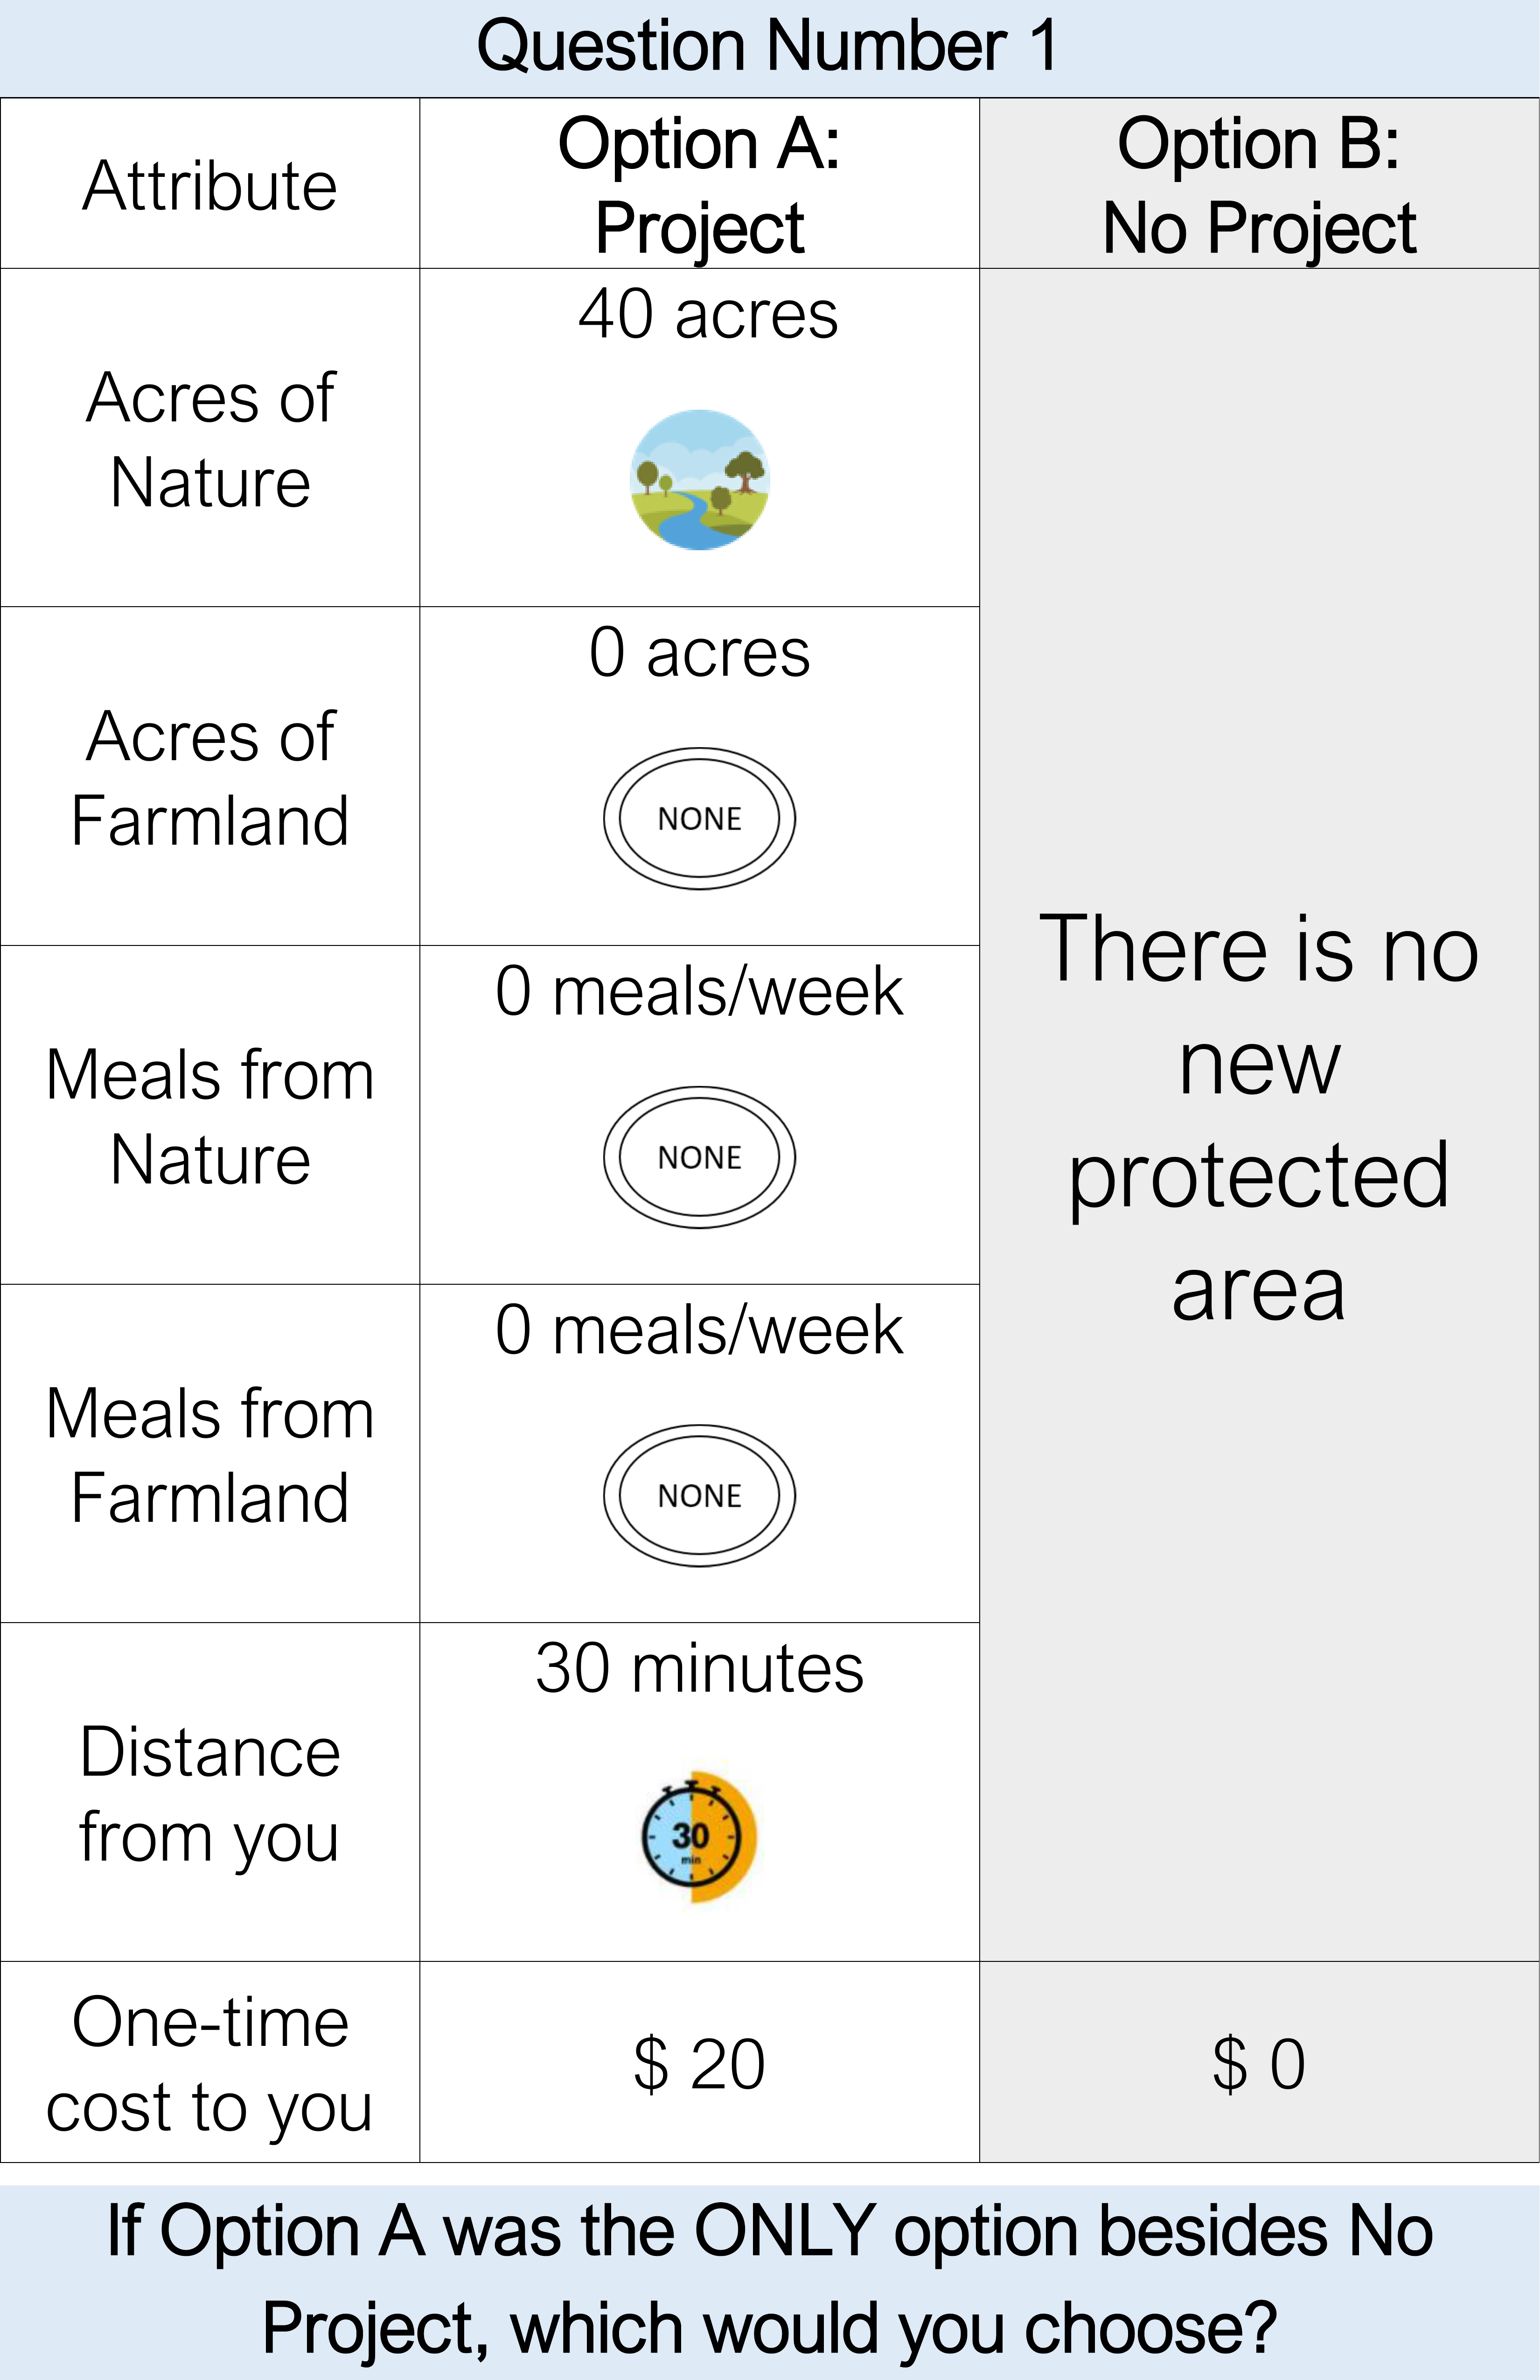 Question Number 1
Attribute
Option A:
Project
Option B:
No Project
Acres of
Nature
40 acres
Acres of
Farmland
0 acres
NONE
Meals from
Nature
0 meals/week
NONE
Meals from
Farmland
0 meals/week
NONE
Distance
from you
30 minutes
30
min
There is no
new
protected
area
One-time
cost to you
$ 20
$ 0
If Option A was the ONLY option besides No
Project, which would you choose?